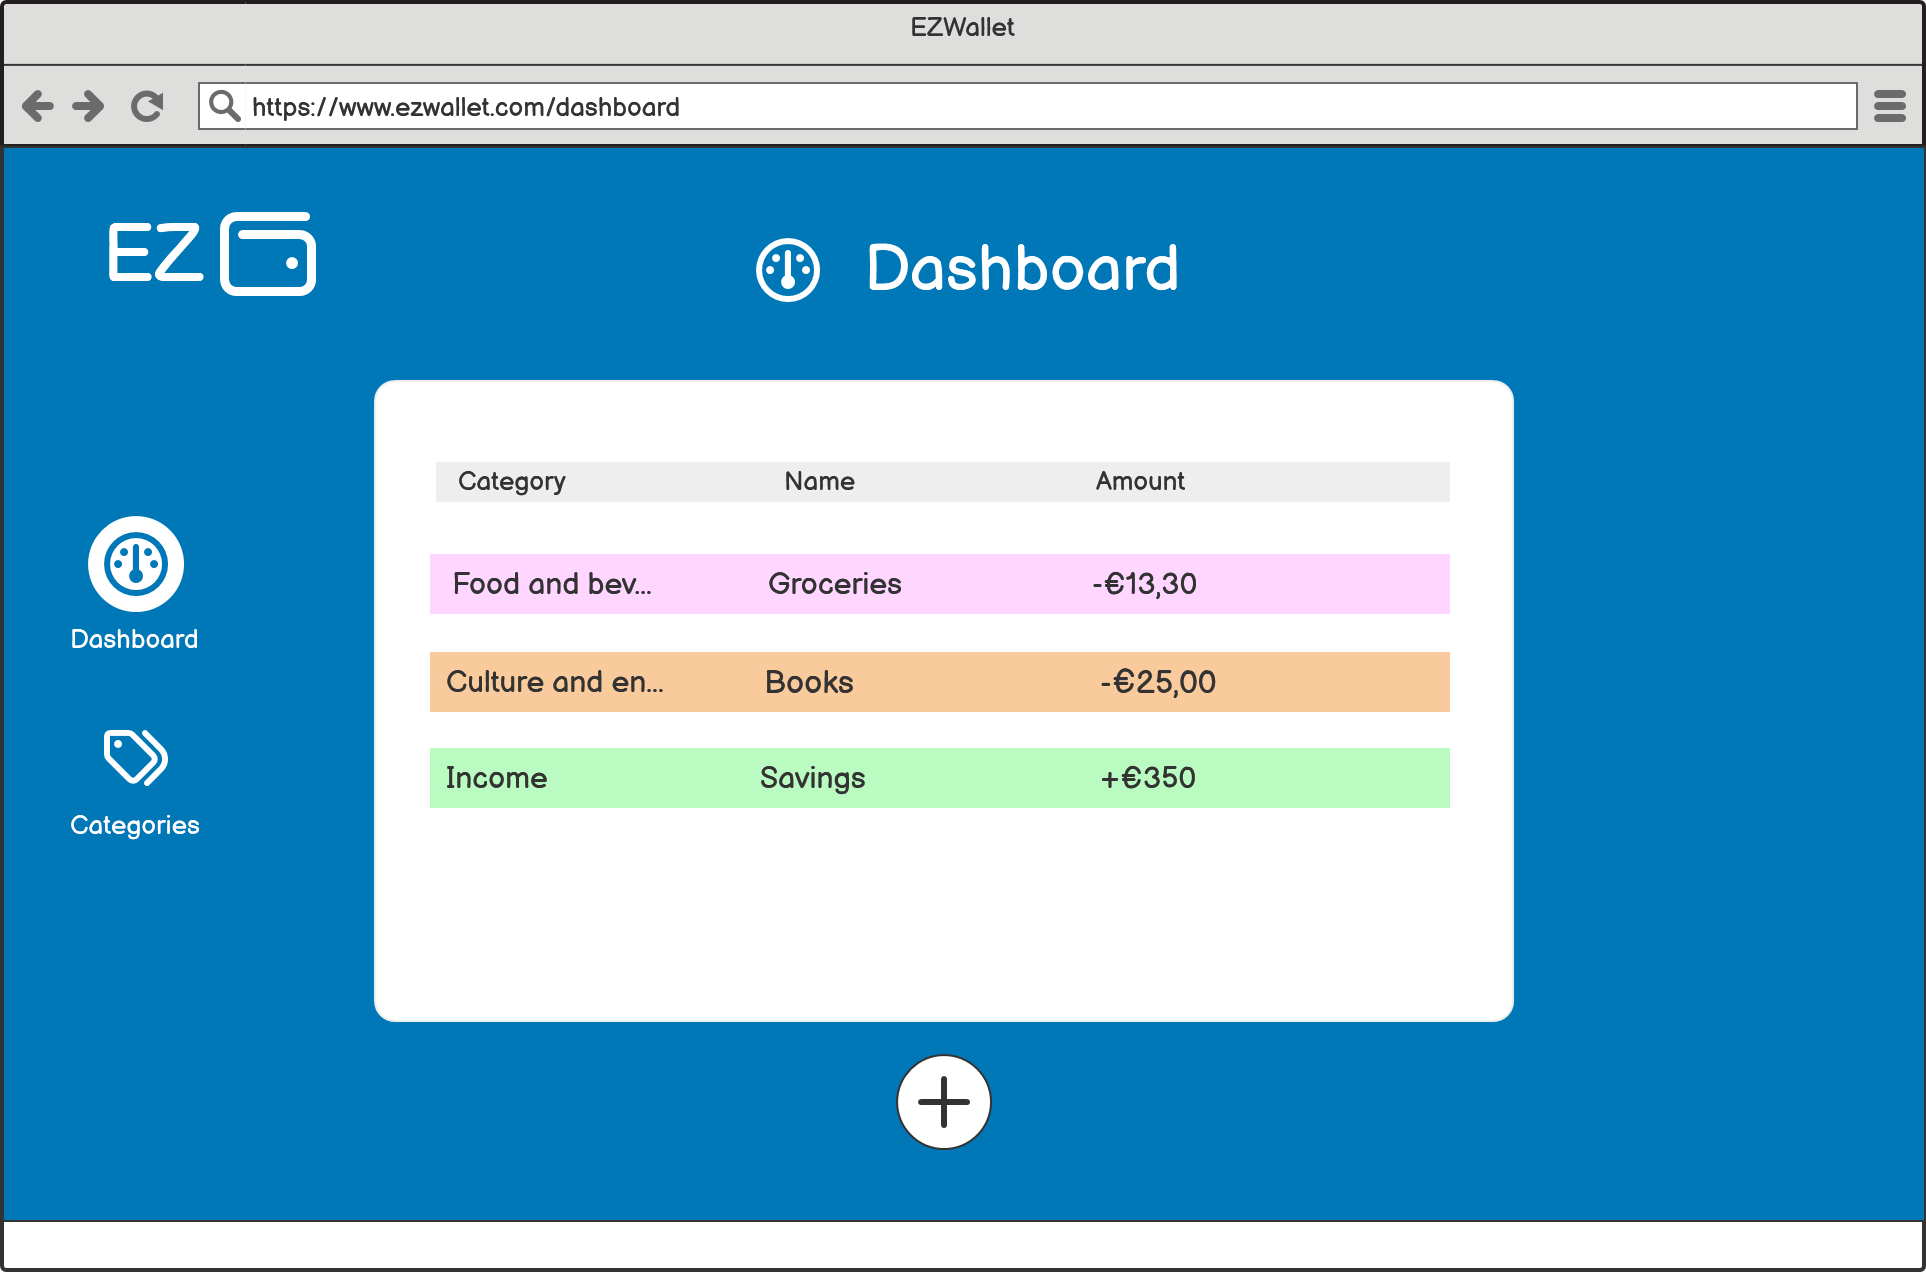 EZWallet
https://www.ezwallet.com/dashboard
EZ
Dashboard
Category Name Amount
Food and bev... Groceries -€13,30
Culture and en... Books -€25,00
Income Savings +€350
Dashboard
Categories